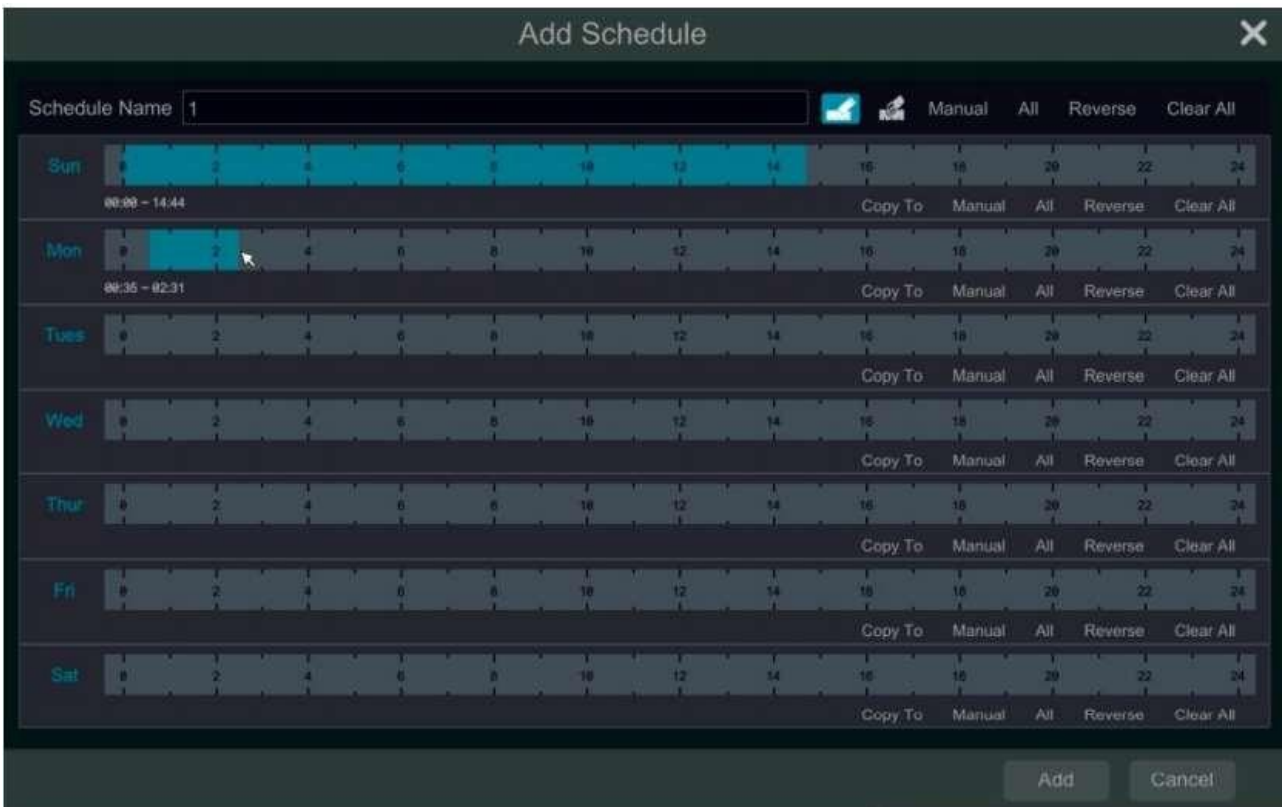 Add Schedule
Schedule Name 1 Manual All Reverse Clear All
Sun 0 2 4 6 8 10 12 14 16 18 20 22 24
00:00 ~ 14:44 Copy To Manual All Reverse Clear All
Mon 0 2 4 6 8 10 12 14 16 18 20 22 24
00:35 ~ 02:31 Copy To Manual All Reverse Clear All
Tues 0 2 4 6 8 10 12 14 16 18 20 22 24
Copy To Manual All Reverse Clear All
Wed 0 2 4 6 8 10 12 14 16 18 20 22 24
Copy To Manual All Reverse Clear All
Thur 0 2 4 6 8 10 12 14 16 18 20 22 24
Copy To Manual All Reverse Clear All
Fri 0 2 4 6 8 10 12 14 16 18 20 22 24
Copy To Manual All Reverse Clear All
Sat 0 2 4 6 8 10 12 14 16 18 20 22 24
Copy To Manual All Reverse Clear All
Add Cancel